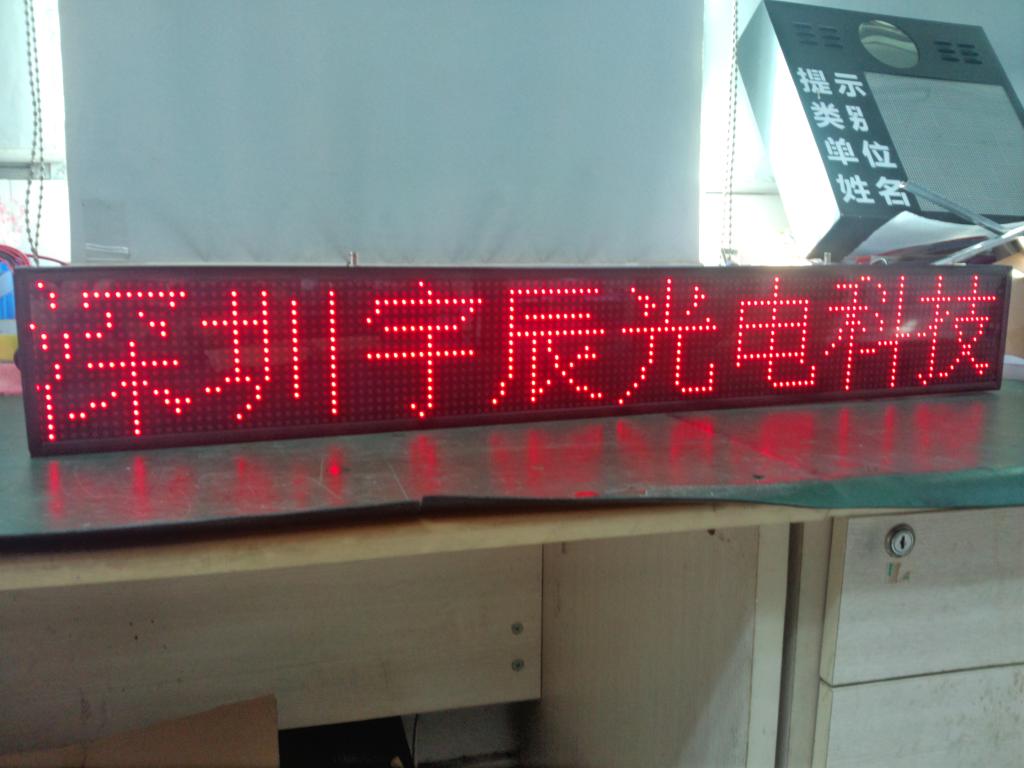 深圳宇辰光电科技
提示
类别
单位
姓名